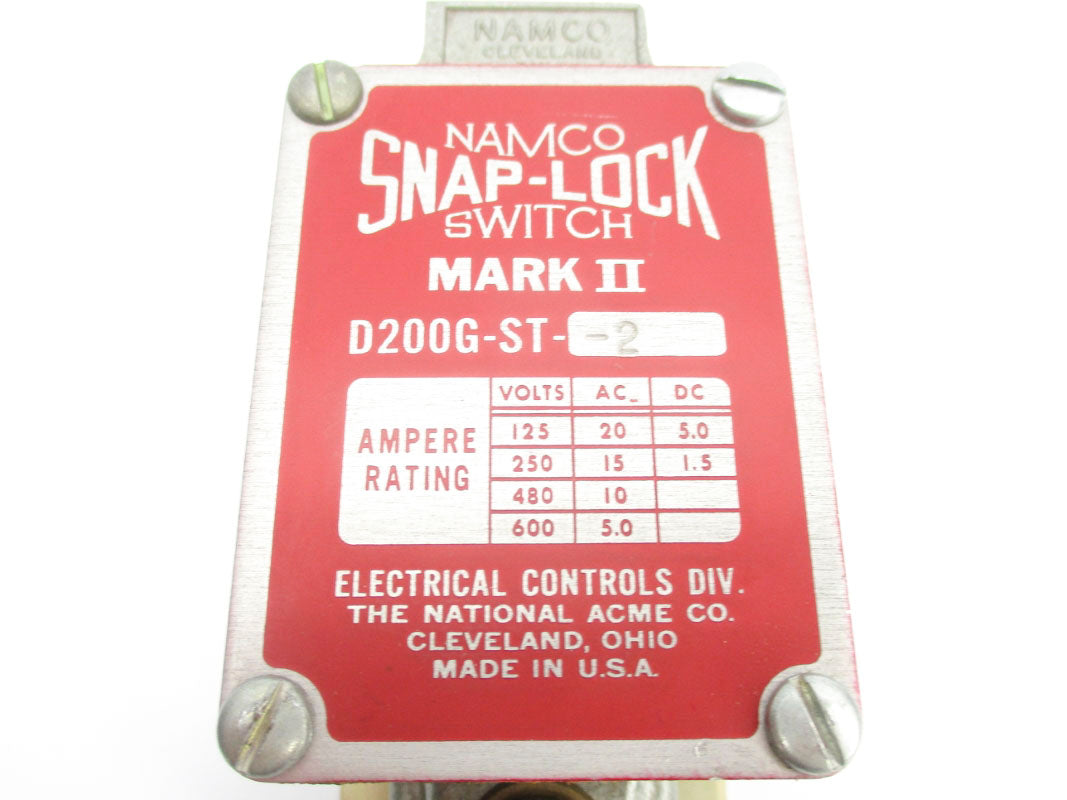 NAMCO
CLEVELAND
NAMCO
SNAP-LOCK
SWITCH
MARK II
D200G-ST- -2
AMPERE RATING
VOLTS AC DC
125 20 5.0
250 15 1.5
480 10
600 5.0
ELECTRICAL CONTROLS DIV.
THE NATIONAL ACME CO.
CLEVELAND, OHIO
MADE IN U.S.A.